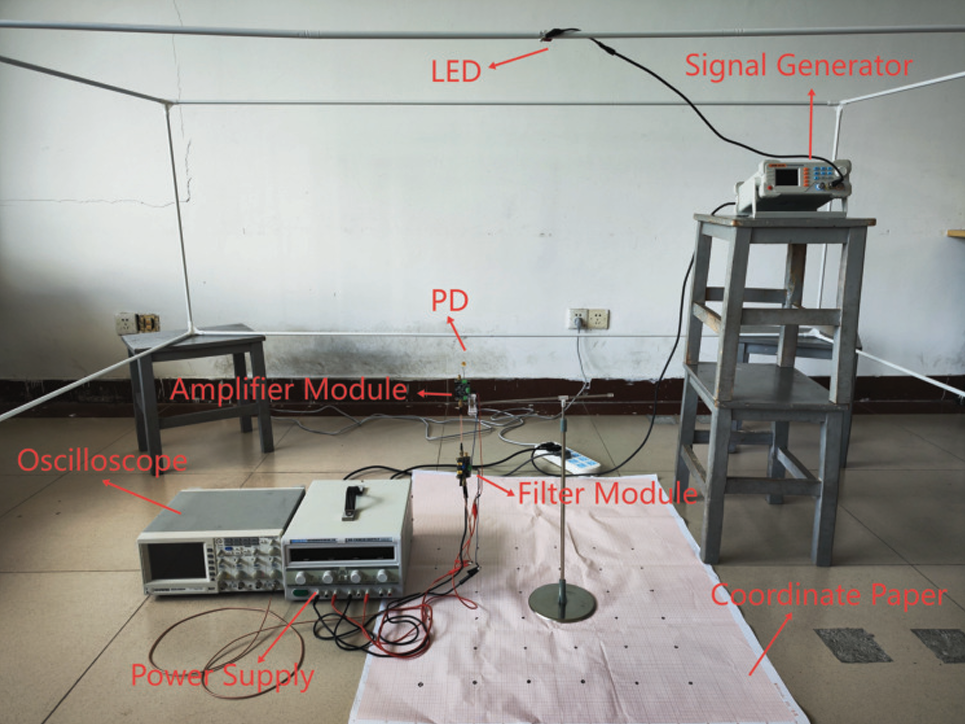 LED
Signal Generator
PD
Amplifier Module
Oscilloscope
Filter Module
Coordinate Paper
Power Supply